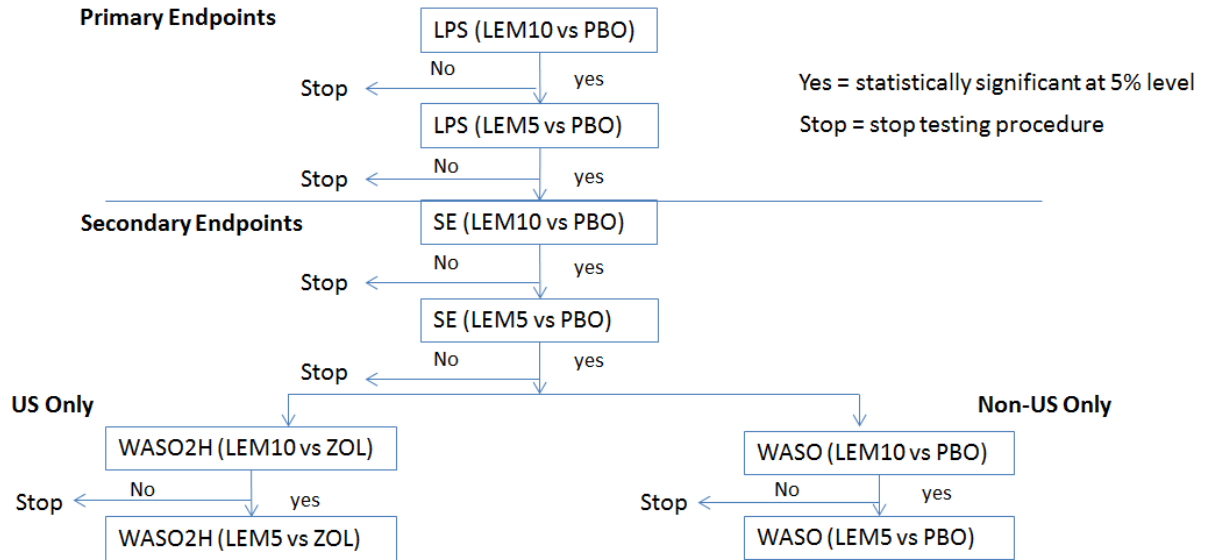 Primary Endpoints
LPS (LEM10 vs PBO)
No
yes
Stop
Yes = statistically significant at 5% level
LPS (LEM5 vs PBO)
Stop = stop testing procedure
No
yes
Stop
Secondary Endpoints
SE (LEM10 vs PBO)
No
yes
Stop
SE (LEM5 vs PBO)
No
yes
Stop
US Only
Non-US Only
WASO2H (LEM10 vs ZOL)
WASO (LEM10 vs PBO)
Stop
No
yes
Stop
No
yes
WASO2H (LEM5 vs ZOL)
WASO (LEM5 vs PBO)